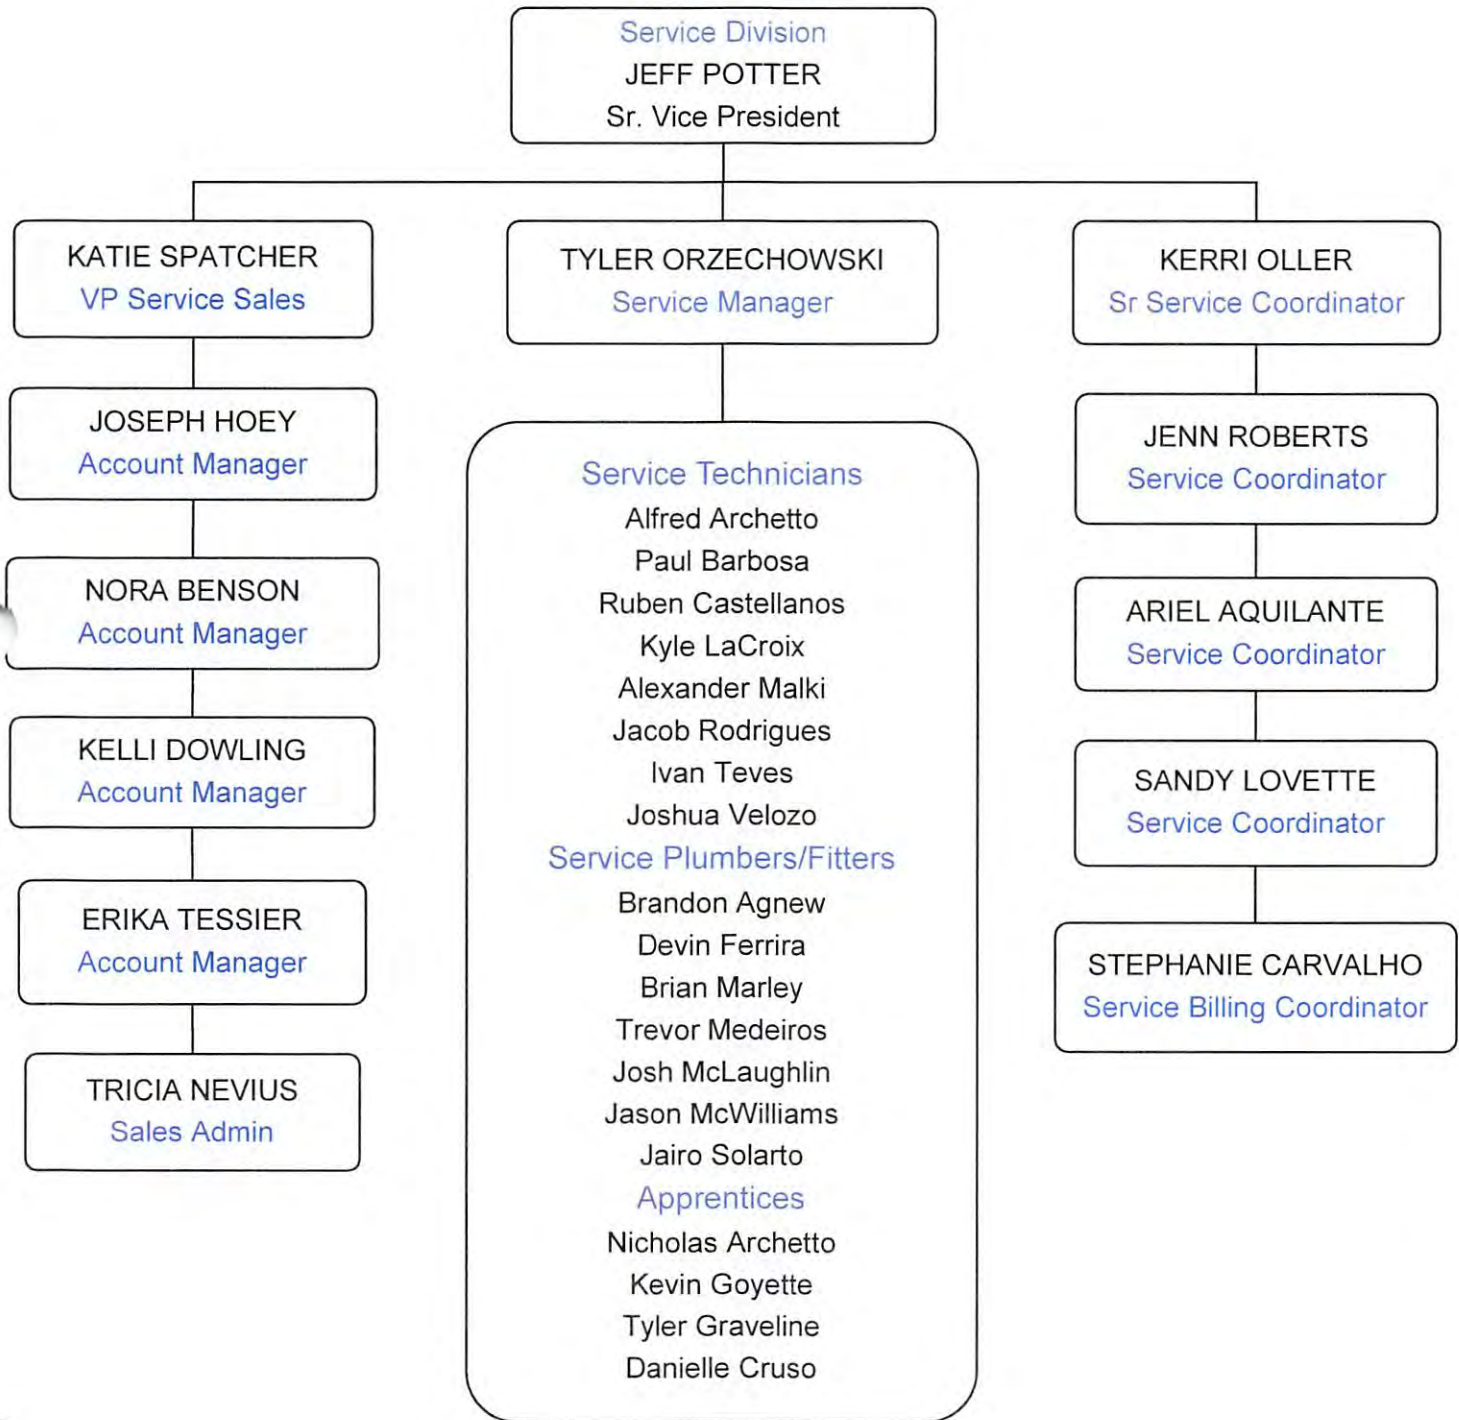 Service Division
JEFF POTTER
Sr. Vice President
KATIE SPATCHER
VP Service Sales
JOSEPH HOEY
Account Manager
NORA BENSON
Account Manager
KELLI DOWLING
Account Manager
ERIKA TESSIER
Account Manager
TRICIA NEVIUS
Sales Admin
TYLER ORZECHOWSKI
Service Manager
Service Technicians
Alfred Archetto
Paul Barbosa
Ruben Castellanos
Kyle LaCroix
Alexander Malki
Jacob Rodrigues
Ivan Teves
Joshua Velozo
Service Plumbers/Fitters
Brandon Agnew
Devin Ferrira
Brian Marley
Trevor Medeiros
Josh McLaughlin
Jason McWilliams
Jairo Solarto
Apprentices
Nicholas Archetto
Kevin Goyette
Tyler Graveline
Danielle Cruso
KERRI OLLER
Sr Service Coordinator
JENN ROBERTS
Service Coordinator
ARIEL AQUILANTE
Service Coordinator
SANDY LOVETTE
Service Coordinator
STEPHANIE CARVALHO
Service Billing Coordinator